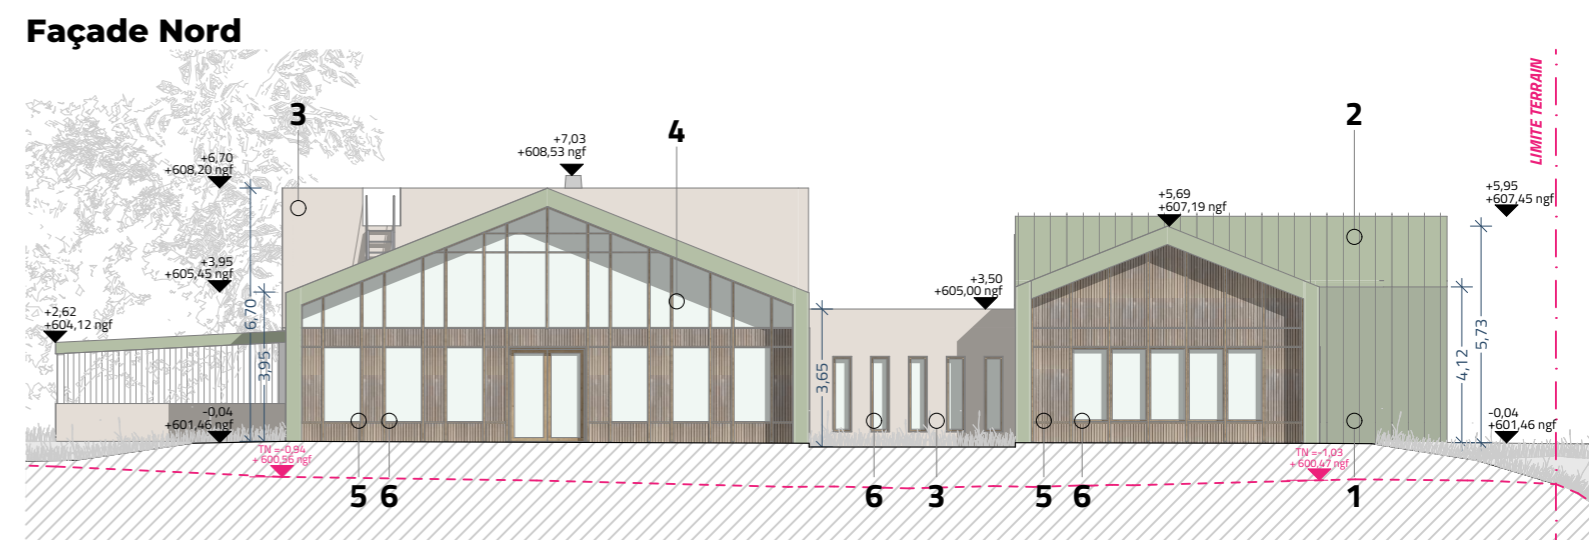 Façade Nord
3
4
2
LIMITE TERRAIN
+7,03
+608,53 ngf
+6,70
+608,20 ngf
+5,69
+607,19 ngf
+5,95
+607,45 ngf
+3,95
+605,45 ngf
+3,50
+605,00 ngf
+2,62
+604,12 ngf
6,70
3,95
3,65
4,12
5,73
-0,04
+601,46 ngf
-0,04
+601,46 ngf
TN =-0,94
+ 600,56 ngf
TN =-1,03
+ 600,47 ngf
5 6
6
3
5 6
1